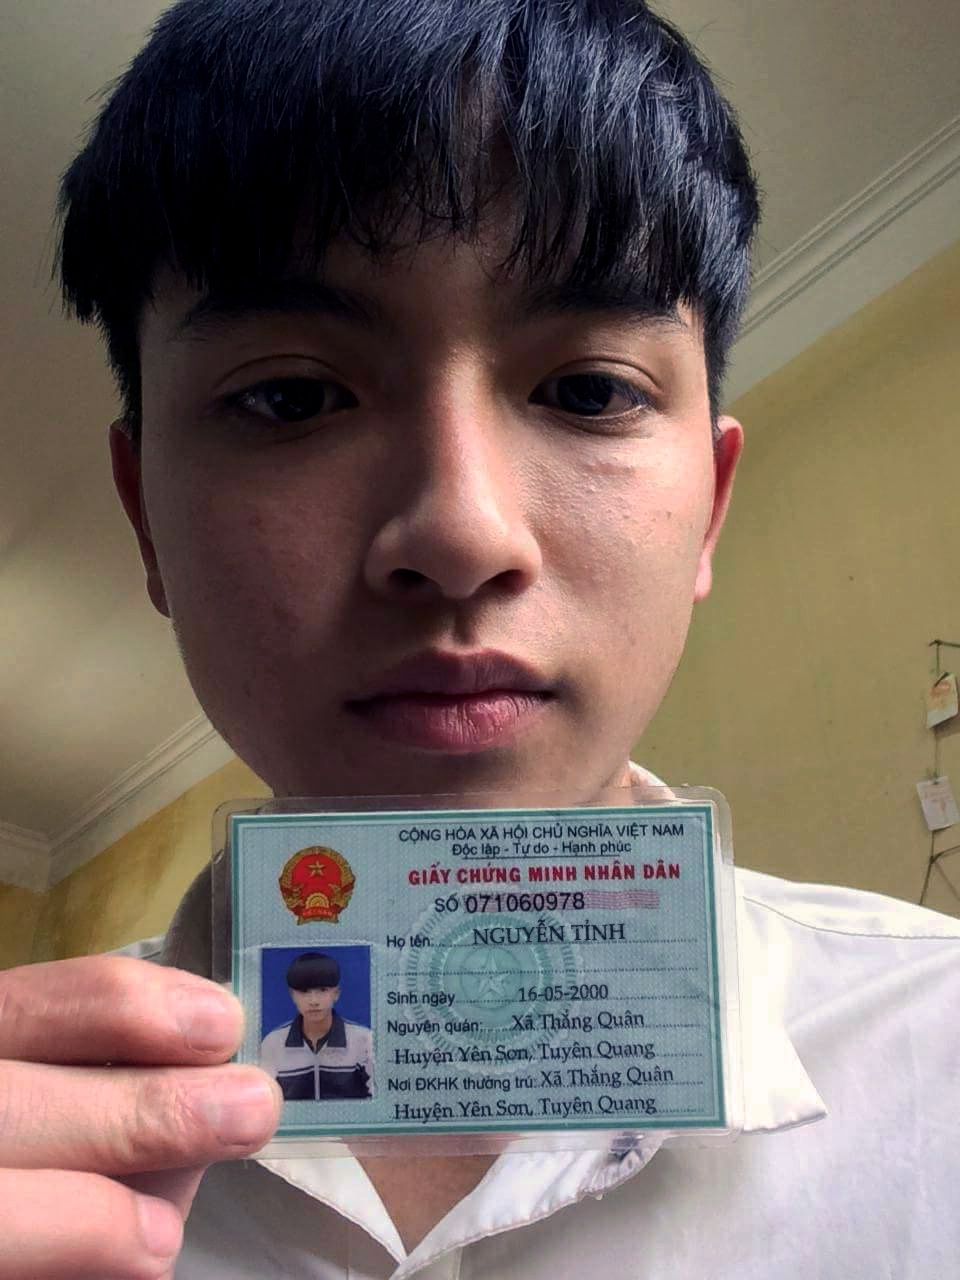 CỘNG HÒA XÃ HỘI CHỦ NGHĨA VIỆT NAM
Độc lập - Tự do - Hạnh phúc
GIẤY CHỨNG MINH NHÂN DÂN
SỐ 071060978
Họ tên: NGUYỄN TỈNH
Sinh ngày 16-05-2000
Nguyên quán: Xã Thắng Quân
Huyện Yên Sơn, Tuyên Quang
Nơi ĐKHK thường trú: Xã Thắng Quân
Huyện Yên Sơn, Tuyên Quang